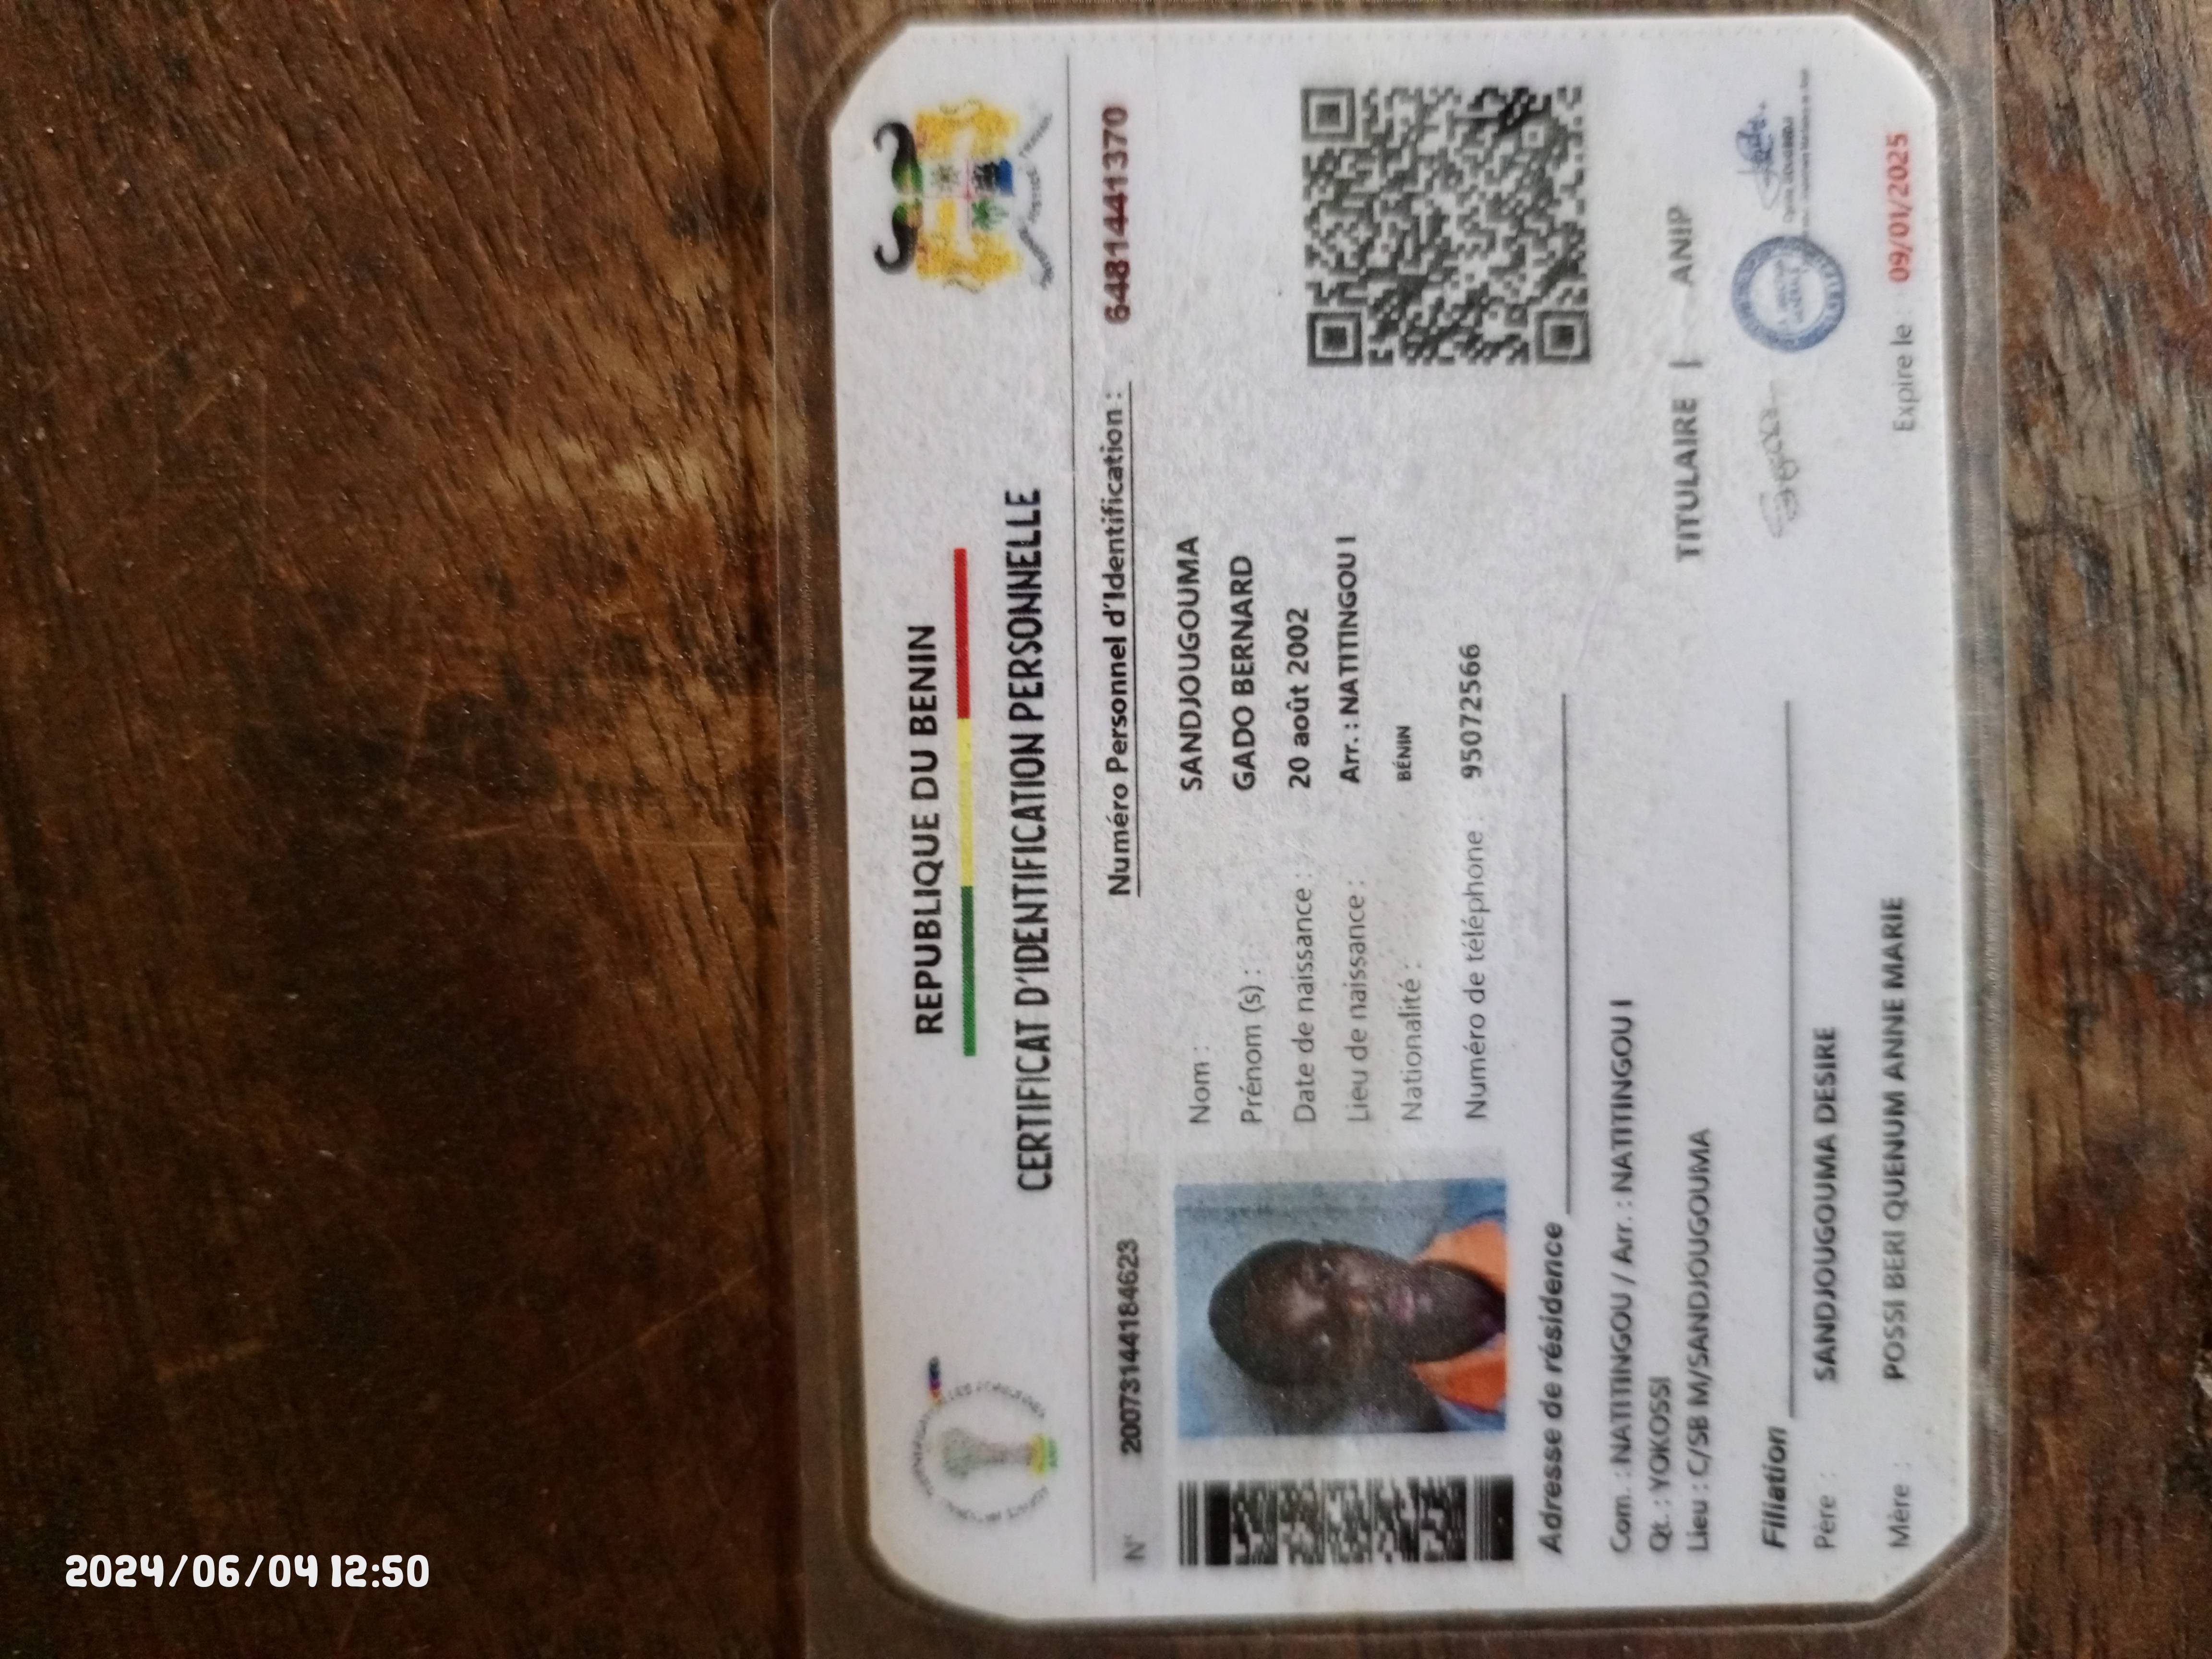 REPUBLIQUE DU BENIN
CERTIFICAT D'IDENTIFICATION PERSONNELLE
N° 2007314418 4623
Numéro Personnel d'Identification : 6481441370
Nom : SANDJOUGOUMA
Prénom (s) : GADO BERNARD
Date de naissance : 20 août 2002
Lieu de naissance : Arr. : NATITINGOU I
Nationalité : BÉNIN
Numéro de téléphone : 95072566
Adresse de résidence
Com. : NATITINGOU / Arr. : NATITINGOU I
Qt. : YOKOSSI
Lieu : C/SB M/SANDJOUGOUMA
TITULAIRE | ANIP
Filiation
Père : SANDJOUGOUMA DESIRE
Mère : POSSI BERI QUENUM ANNE MARIE
Expire le : 09/01/2025
2024/06/04 12:50